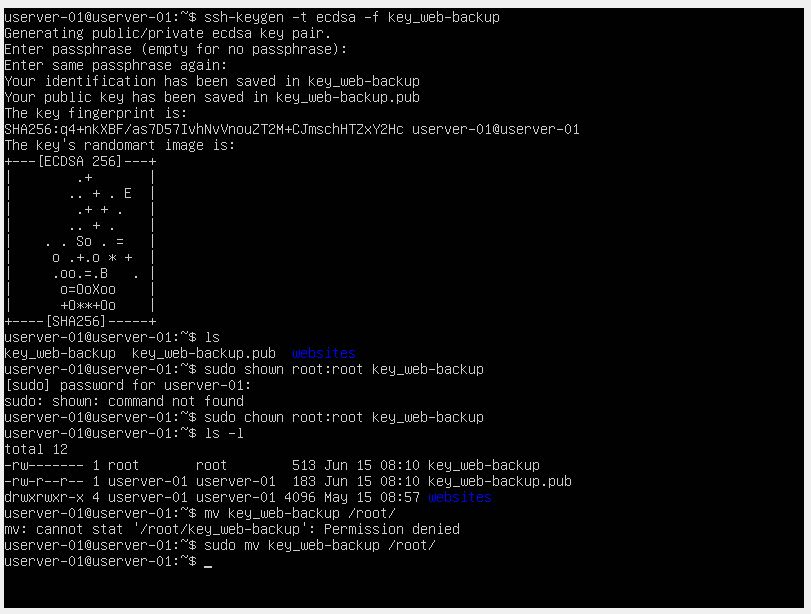 userver-01@userver-01:~$ ssh-keygen -t ecdsa -f key_web-backup
Generating public/private ecdsa key pair.
Enter passphrase (empty for no passphrase):
Enter same passphrase again:
Your identification has been saved in key_web-backup
Your public key has been saved in key_web-backup.pub
The key fingerprint is:
SHA256:q4+nkXBF/as7D57IvhNvVnouZT2M+CJmschHTZxY2Hc userver-01@userver-01
The key's randomart image is:
+---[ECDSA 256]---+
|        .+       |
|       .. + . E  |
|        .+ + .   |
|       .. + .    |
|    . . So . =   |
|     o .+.o * +  |
|     .oo.=.B   . |
|      o=OoXoo    |
|      +O**+Oo    |
+----[SHA256]-----+
userver-01@userver-01:~$ ls
key_web-backup  key_web-backup.pub  websites
userver-01@userver-01:~$ sudo shown root:root key_web-backup
[sudo] password for userver-01:
sudo: shown: command not found
userver-01@userver-01:~$ sudo chown root:root key_web-backup
userver-01@userver-01:~$ ls -l
total 12
-rw------- 1 root       root        513 Jun 15 08:10 key_web-backup
-rw-r--r-- 1 userver-01 userver-01  183 Jun 15 08:10 key_web-backup.pub
drwxrwxr-x 4 userver-01 userver-01 4096 May 15 08:57 websites
userver-01@userver-01:~$ mv key_web-backup /root/
mv: cannot stat '/root/key_web-backup': Permission denied
userver-01@userver-01:~$ sudo mv key_web-backup /root/
userver-01@userver-01:~$ _